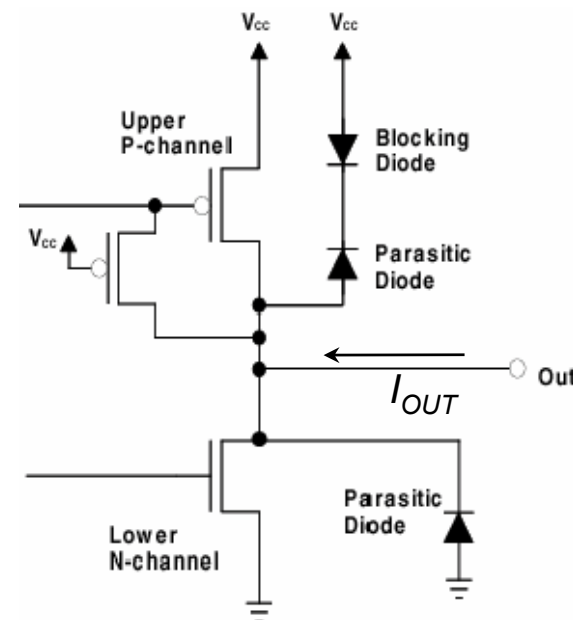 Vcc Vcc
Upper
P-channel
Blocking
Diode
Vcc
Parasitic
Diode
IOUT
Out
Parasitic
Diode
Lower
N-channel